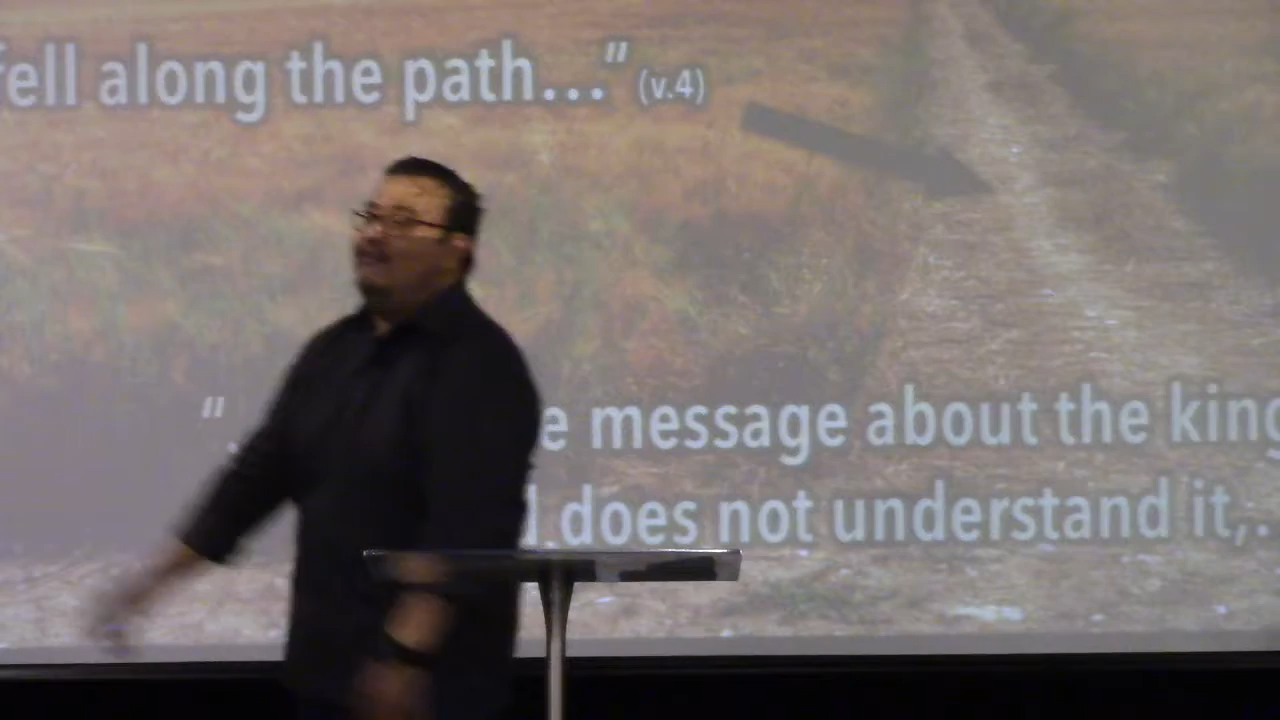 fell along the path..." (v.4)
". e message about the king
does not understand it,.